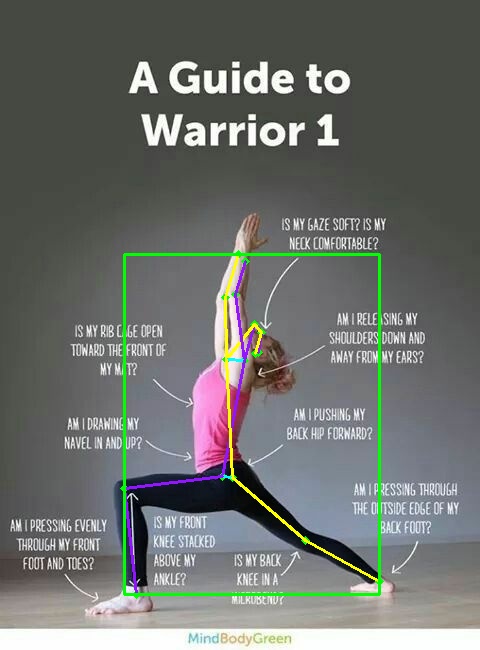 A Guide to
Warrior 1
IS MY GAZE SOFT? IS MY
NECK COMFORTABLE?
IS MY RIB CAGE OPEN
TOWARD THE FRONT OF
MY MAT?
AM I RELEASING MY
SHOULDERS DOWN AND
AWAY FROM MY EARS?
AM I DRAWING MY
NAVEL IN AND UP?
AM I PUSHING MY
BACK HIP FORWARD?
AM I PRESSING THROUGH
THE OUTSIDE EDGE OF MY
BACK FOOT?
AM I PRESSING EVENLY
THROUGH MY FRONT
FOOT AND TOES?
IS MY FRONT
KNEE STACKED
ABOVE MY
ANKLE?
IS MY BACK
KNEE IN A
MICROBEND?
MindBodyGreen